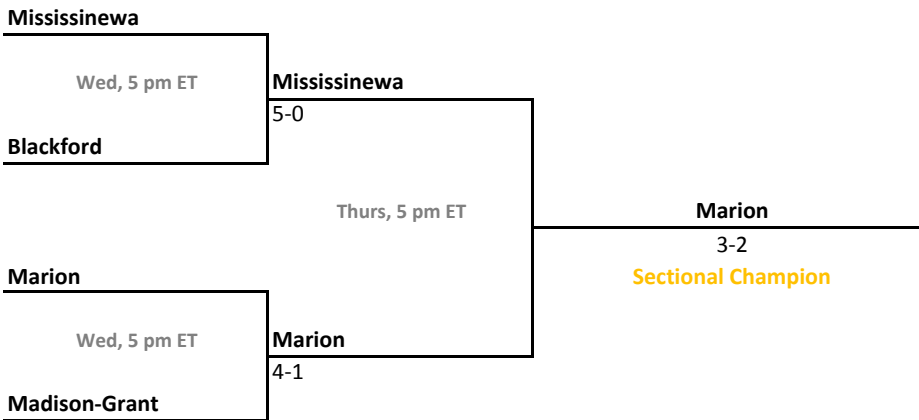 Mississinewa
Wed, 5 pm ET
Mississinewa
5-0
Blackford
Thurs, 5 pm ET
Marion
3-2
Sectional Champion
Marion
Wed, 5 pm ET
Marion
4-1
Madison-Grant